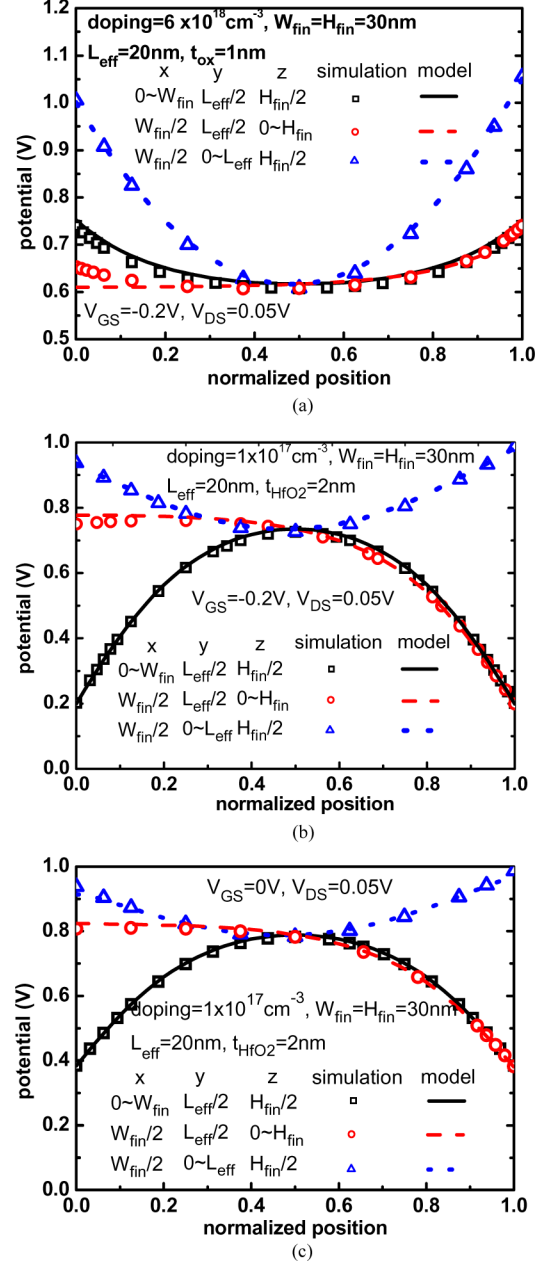 1.2
1.1
1.0
0.9
0.8
0.7
0.6
0.5
potential (V)
doping=6 x10¹⁸cm⁻³, W_fin=H_fin=30nm
L_eff=20nm, t_ox=1nm
x y z simulation model
0~W_fin L_eff/2 H_fin/2
W_fin/2 L_eff/2 0~H_fin
W_fin/2 0~L_eff H_fin/2
V_GS=-0.2V, V_DS=0.05V
0.0 0.2 0.4 0.6 0.8 1.0
normalized position
(a)
1.0
0.8
0.6
0.4
0.2
0.0
potential (V)
doping=1x10¹⁷cm⁻³, W_fin=H_fin=30nm
L_eff=20nm, t_HfO2=2nm
V_GS=-0.2V, V_DS=0.05V
x y z simulation model
0~W_fin L_eff/2 H_fin/2
W_fin/2 L_eff/2 0~H_fin
W_fin/2 0~L_eff H_fin/2
0.0 0.2 0.4 0.6 0.8 1.0
normalized position
(b)
1.0
0.8
0.6
0.4
0.2
0.0
potential (V)
V_GS=0V, V_DS=0.05V
doping=1x10¹⁷cm⁻³, W_fin=H_fin=30nm
L_eff=20nm, t_HfO2=2nm
x y z simulation model
0~W_fin L_eff/2 H_fin/2
W_fin/2 L_eff/2 0~H_fin
W_fin/2 0~L_eff H_fin/2
0.0 0.2 0.4 0.6 0.8 1.0
normalized position
(c)